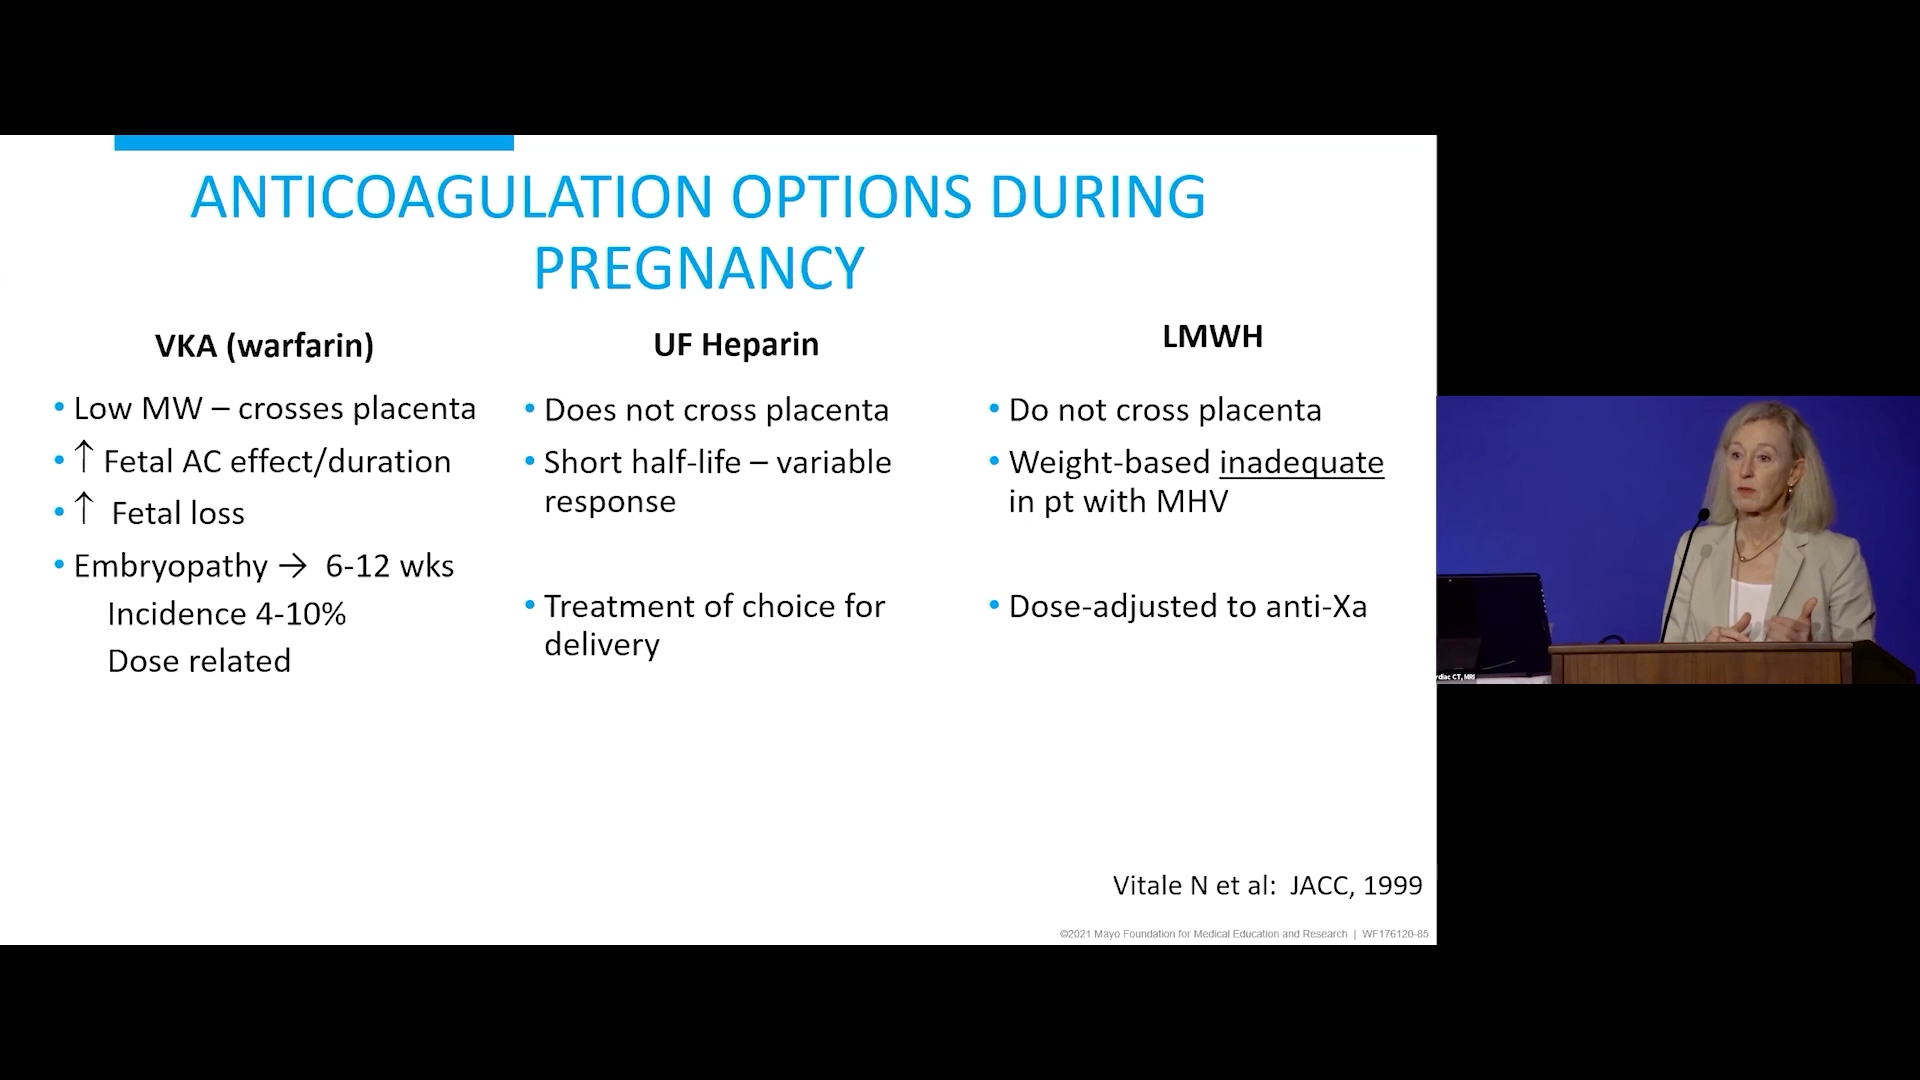 ANTICOAGULATION OPTIONS DURING
PREGNANCY
VKA (warfarin)
• Low MW – crosses placenta
• ↑ Fetal AC effect/duration
• ↑ Fetal loss
• Embryopathy → 6-12 wks
Incidence 4-10%
Dose related
UF Heparin
• Does not cross placenta
• Short half-life – variable
response
• Treatment of choice for
delivery
LMWH
• Do not cross placenta
• Weight-based inadequate
in pt with MHV
• Dose-adjusted to anti-Xa
Vitale N et al: JACC, 1999
©2021 Mayo Foundation for Medical Education and Research | WF176120-85
rdiac CT, MRI